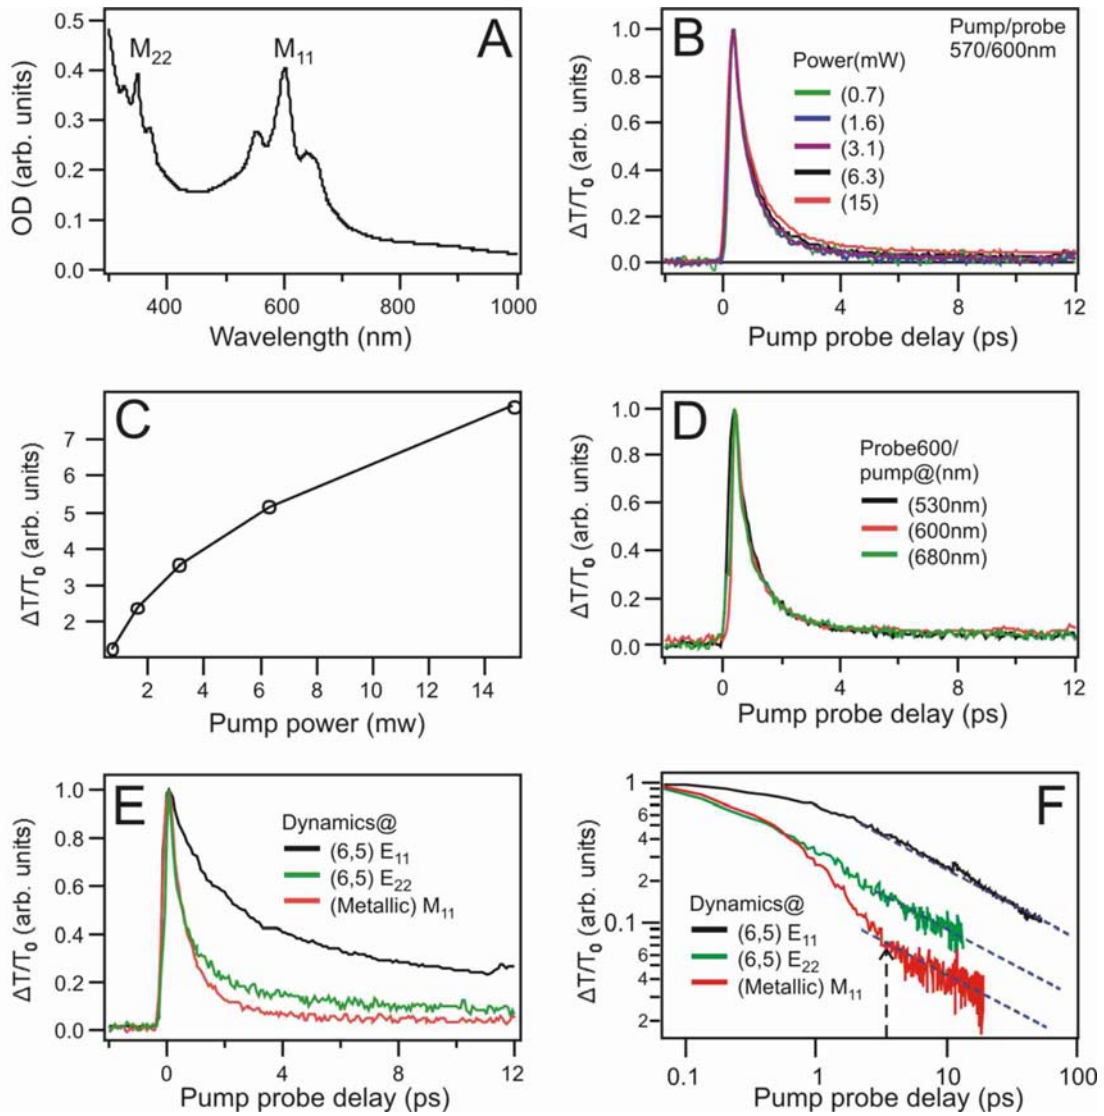 A
M₂₂
M₁₁
OD (arb. units)
0.5
0.4
0.3
0.2
0.1
0.0
400
600
800
1000
Wavelength (nm)
B
Pump/probe
570/600nm
Power(mW)
(0.7)
(1.6)
(3.1)
(6.3)
(15)
ΔT/T₀ (arb. units)
1.0
0.8
0.6
0.4
0.2
0.0
0
4
8
12
Pump probe delay (ps)
C
ΔT/T₀ (arb. units)
7
6
5
4
3
2
2
4
6
8
10
12
14
Pump power (mw)
D
Probe600/
pump@(nm)
(530nm)
(600nm)
(680nm)
ΔT/T₀ (arb. units)
1.0
0.8
0.6
0.4
0.2
0.0
0
4
8
12
Pump probe delay (ps)
E
Dynamics@
(6,5) E₁₁
(6,5) E₂₂
(Metallic) M₁₁
ΔT/T₀ (arb. units)
1.0
0.8
0.6
0.4
0.2
0.0
0
4
8
12
Pump probe delay (ps)
F
Dynamics@
(6,5) E₁₁
(6,5) E₂₂
(Metallic) M₁₁
ΔT/T₀ (arb. units)
1
6
4
2
0.1
6
4
2
0.1
1
10
100
Pump probe delay (ps)